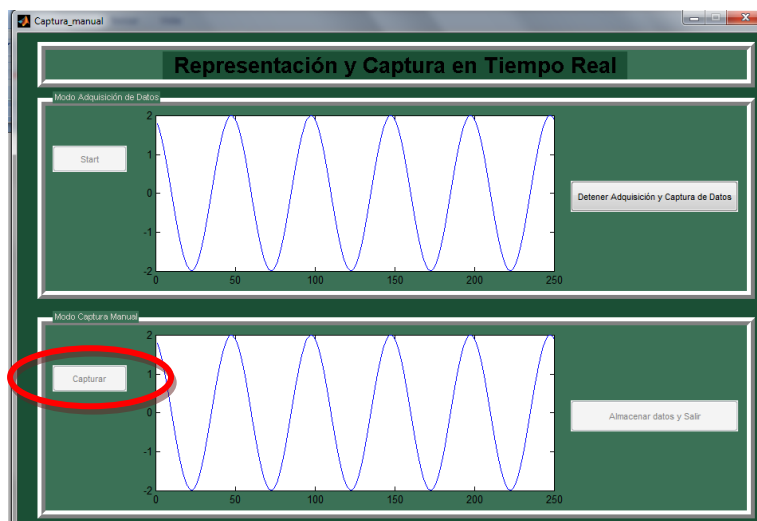 Captura_manual
Representación y Captura en Tiempo Real
Modo Adquisición de Datos
Start
2
1
0
-1
-2
0 50 100 150 200 250
Detener Adquisición y Captura de Datos
Modo Captura Manual
Capturar
2
1
0
-1
-2
0 50 100 150 200 250
Almacenar datos y Salir